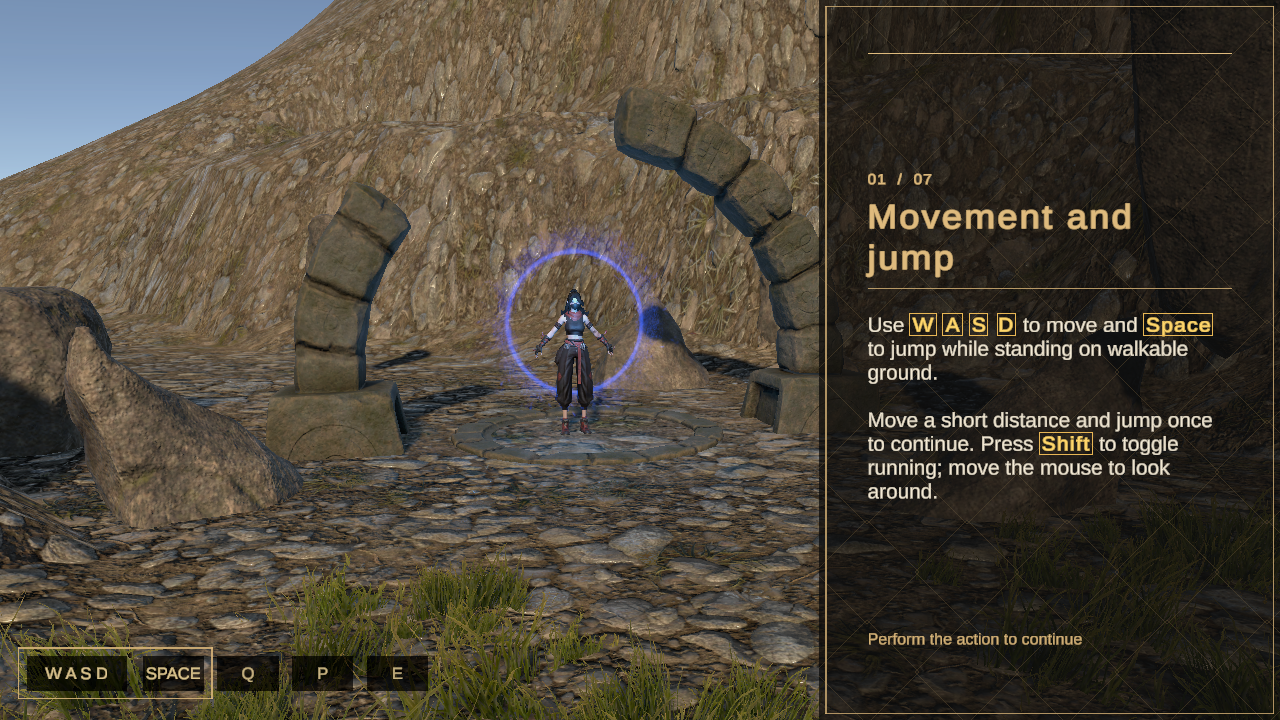 01 / 07
Movement and
jump
Use W A S D to move and Space
to jump while standing on walkable
ground.
Move a short distance and jump once
to continue. Press Shift to toggle
running; move the mouse to look
around.
Perform the action to continue
WASD SPACE Q P E